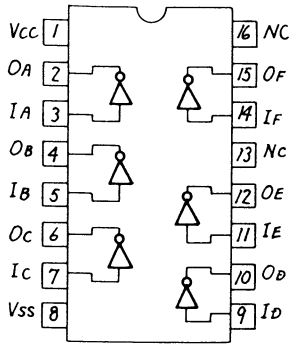 VCC 1 16 NC
OA 2 15 OF
IA 3 14 IF
OB 4 13 NC
IB 5 12 OE
OC 6 11 IE
IC 7 10 OD
VSS 8 9 ID